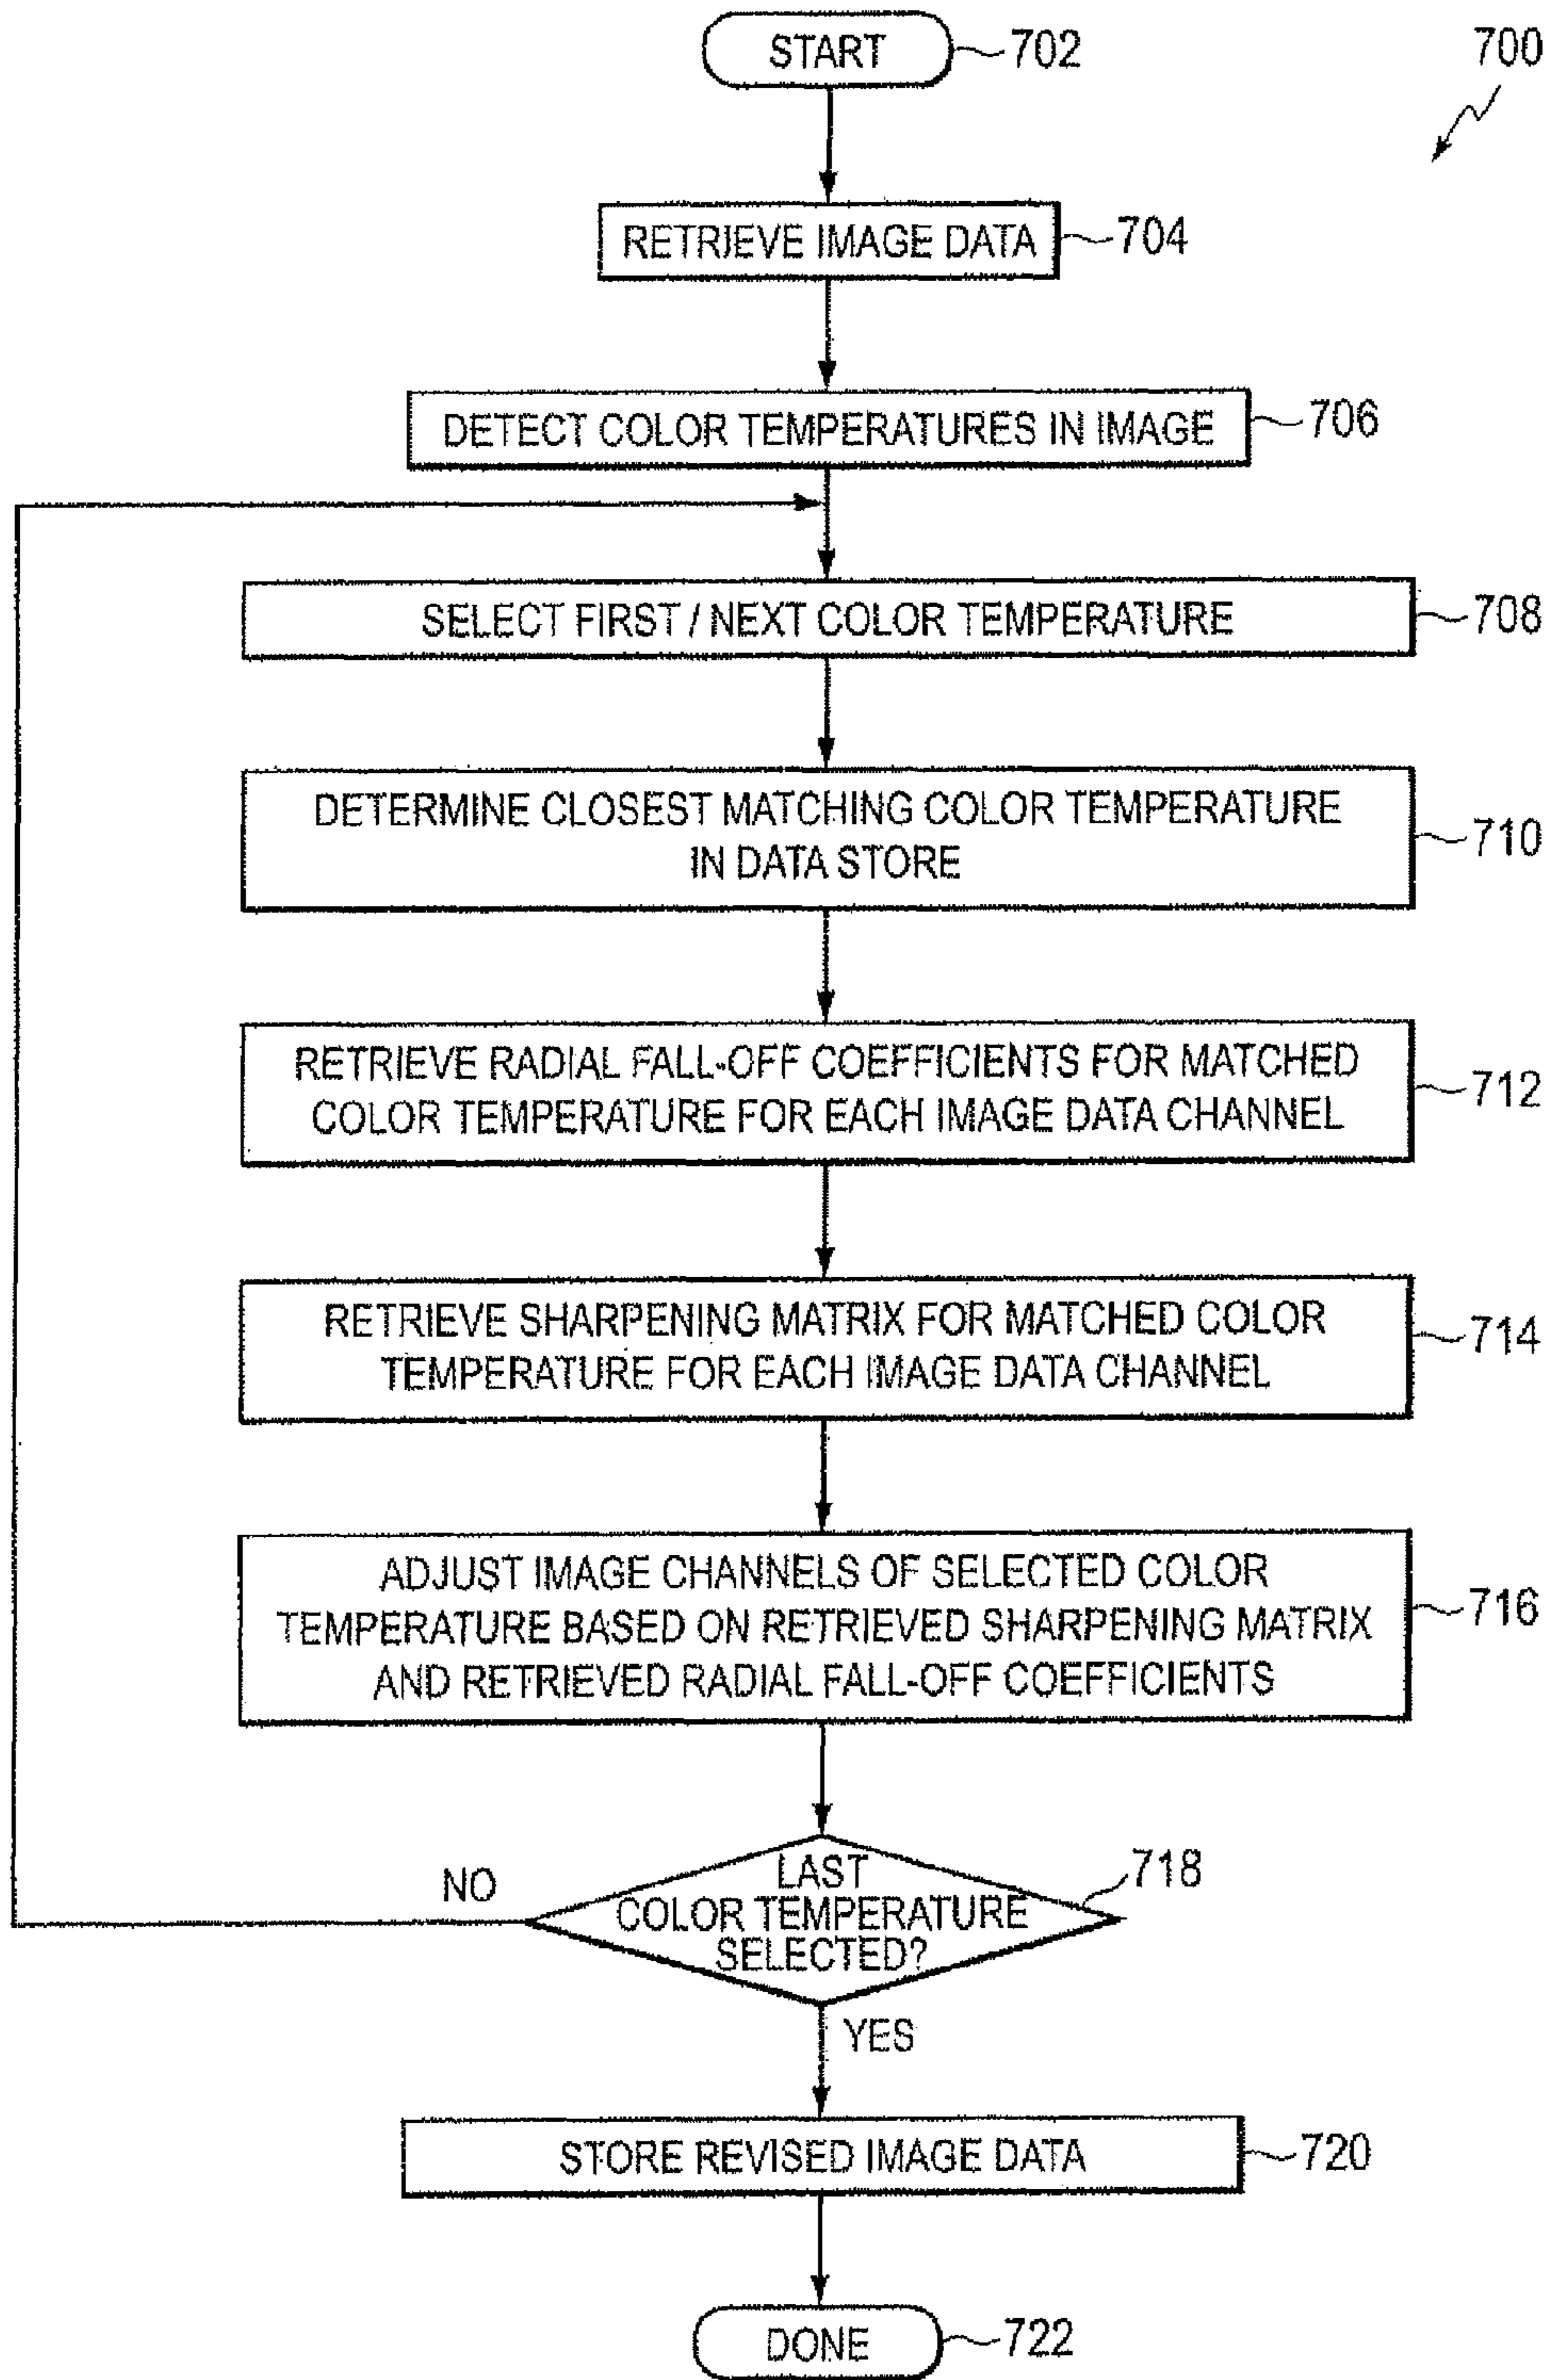 START 702
700
RETRIEVE IMAGE DATA 704
DETECT COLOR TEMPERATURES IN IMAGE 706
SELECT FIRST / NEXT COLOR TEMPERATURE 708
DETERMINE CLOSEST MATCHING COLOR TEMPERATURE
IN DATA STORE
710
RETRIEVE RADIAL FALL-OFF COEFFICIENTS FOR MATCHED
COLOR TEMPERATURE FOR EACH IMAGE DATA CHANNEL
712
RETRIEVE SHARPENING MATRIX FOR MATCHED COLOR
TEMPERATURE FOR EACH IMAGE DATA CHANNEL
714
ADJUST IMAGE CHANNELS OF SELECTED COLOR
TEMPERATURE BASED ON RETRIEVED SHARPENING MATRIX
AND RETRIEVED RADIAL FALL-OFF COEFFICIENTS
716
NO
LAST
COLOR TEMPERATURE
SELECTED?
718
YES
STORE REVISED IMAGE DATA 720
DONE 722